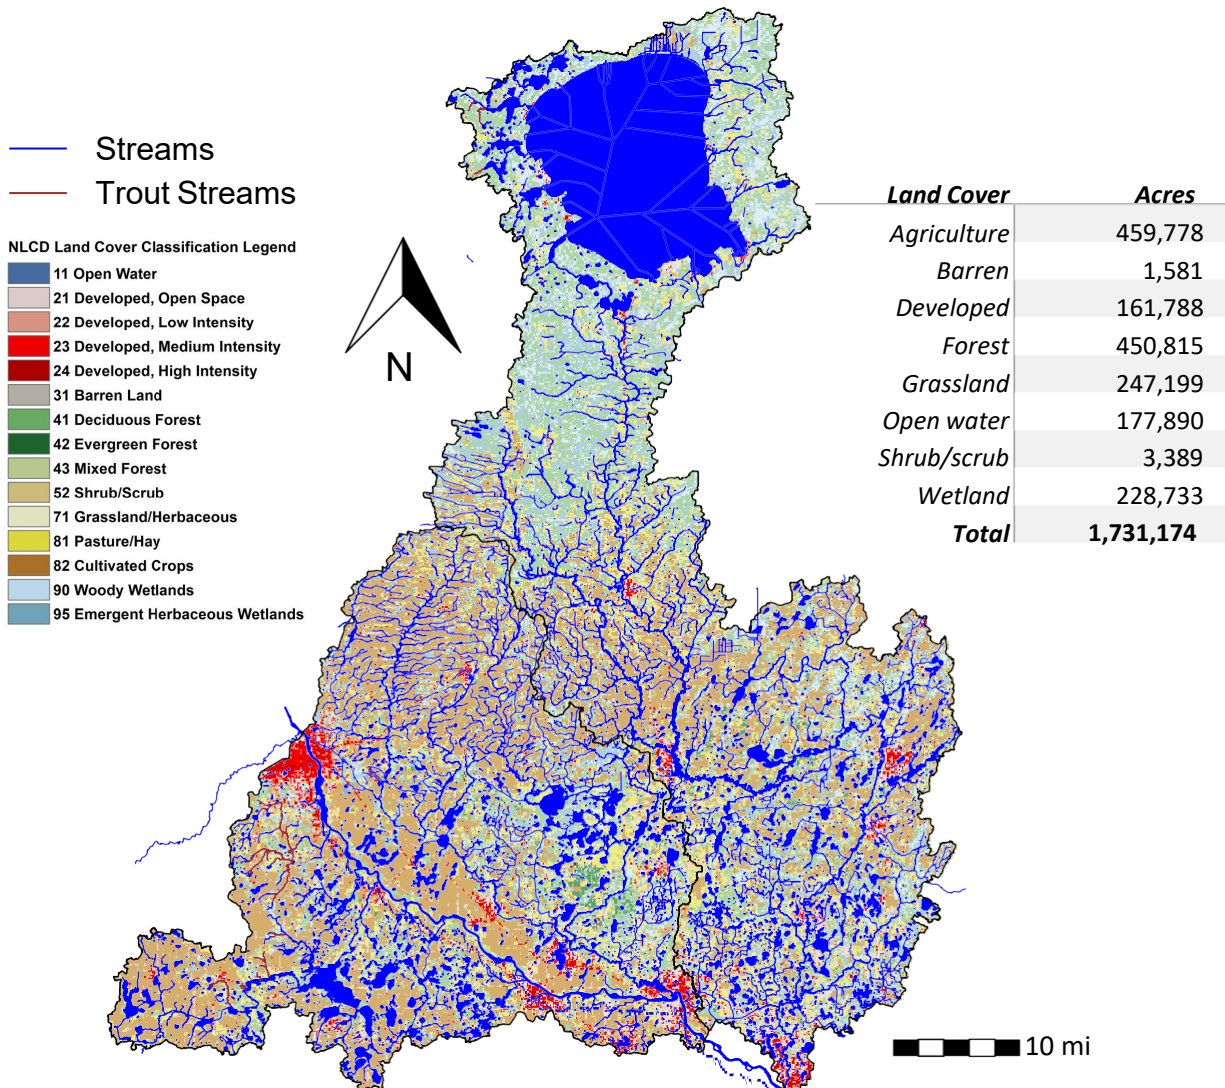 Streams
Trout Streams
NLCD Land Cover Classification Legend
11 Open Water
21 Developed, Open Space
22 Developed, Low Intensity
23 Developed, Medium Intensity
24 Developed, High Intensity
31 Barren Land
41 Deciduous Forest
42 Evergreen Forest
43 Mixed Forest
52 Shrub/Scrub
71 Grassland/Herbaceous
81 Pasture/Hay
82 Cultivated Crops
90 Woody Wetlands
95 Emergent Herbaceous Wetlands
N
Land Cover Acres
Agriculture 459,778
Barren 1,581
Developed 161,788
Forest 450,815
Grassland 247,199
Open water 177,890
Shrub/scrub 3,389
Wetland 228,733
Total 1,731,174
10 mi